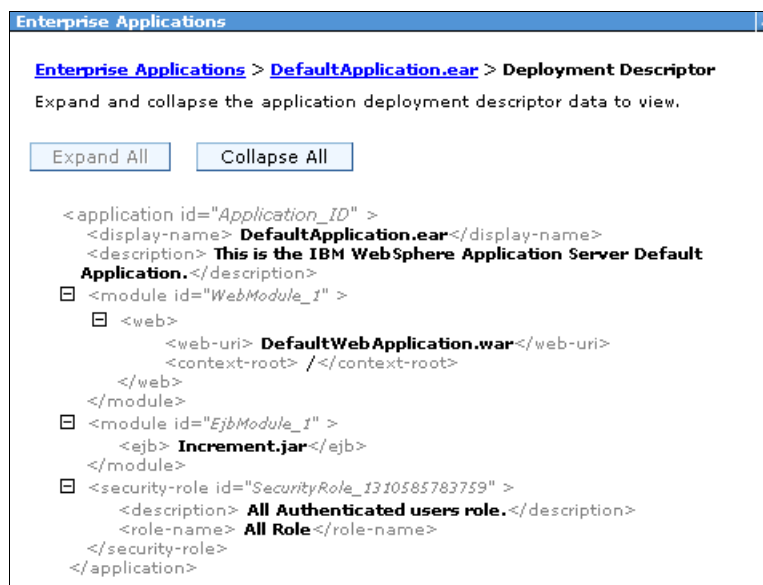 Enterprise Applications
Enterprise Applications > DefaultApplication.ear > Deployment Descriptor
Expand and collapse the application deployment descriptor data to view.
Expand All Collapse All
<application id="Application_ID" >
<display-name> DefaultApplication.ear</display-name>
<description> This is the IBM WebSphere Application Server Default
Application.</description>
<module id="WebModule_1" >
<web>
<web-uri> DefaultWebApplication.war</web-uri>
<context-root> /</context-root>
</web>
</module>
<module id="EjbModule_1" >
<ejb> Increment.jar</ejb>
</module>
<security-role id="SecurityRole_1310585783759" >
<description> All Authenticated users role.</description>
<role-name> All Role</role-name>
</security-role>
</application>